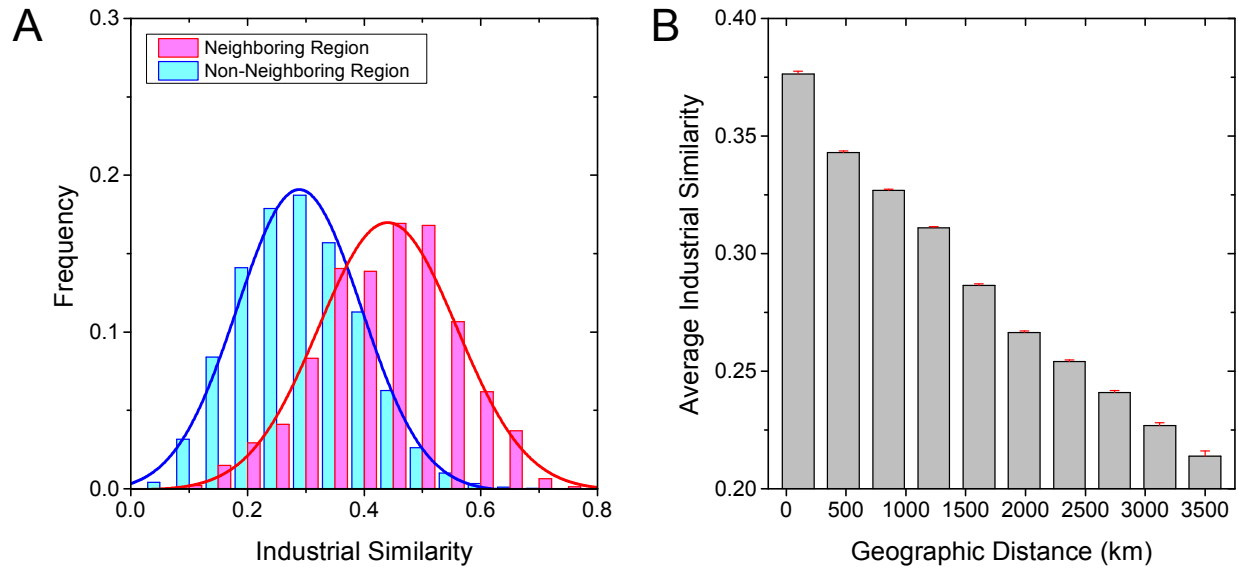 A
0.3
0.2
0.1
0.0
Frequency
Neighboring Region
Non-Neighboring Region
0.0 0.2 0.4 0.6 0.8
Industrial Similarity
B
0.40
0.35
0.30
0.25
0.20
Average Industrial Similarity
0 500 1000 1500 2000 2500 3000 3500
Geographic Distance (km)